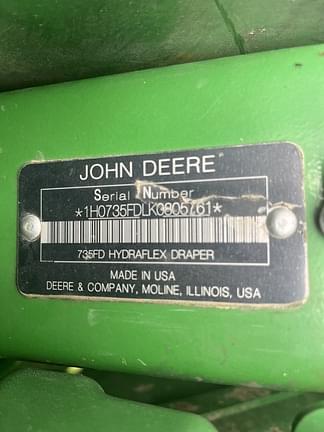 JOHN DEERE
Serial Number
*1H0735FDLK0805761*
735FD HYDRAFLEX DRAPER
MADE IN USA
DEERE & COMPANY, MOLINE, ILLINOIS, USA